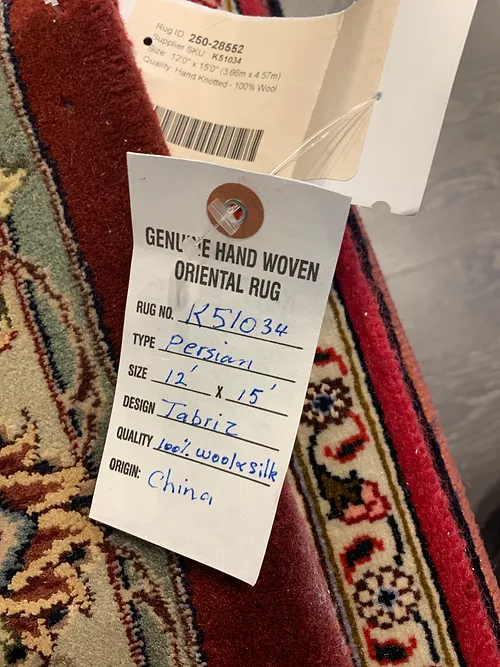 Rug ID: 250-28552
Supplier SKU: K51034
Size: 12'0" x 15'0" (3.66m x 4.57m)
Quality: Hand Knotted - 100% Wool
GENUINE HAND WOVEN
ORIENTAL RUG
RUG NO. K51034
TYPE Persian
SIZE 12' X 15'
DESIGN Tabriz
QUALITY 100% wool & silk
ORIGIN: China